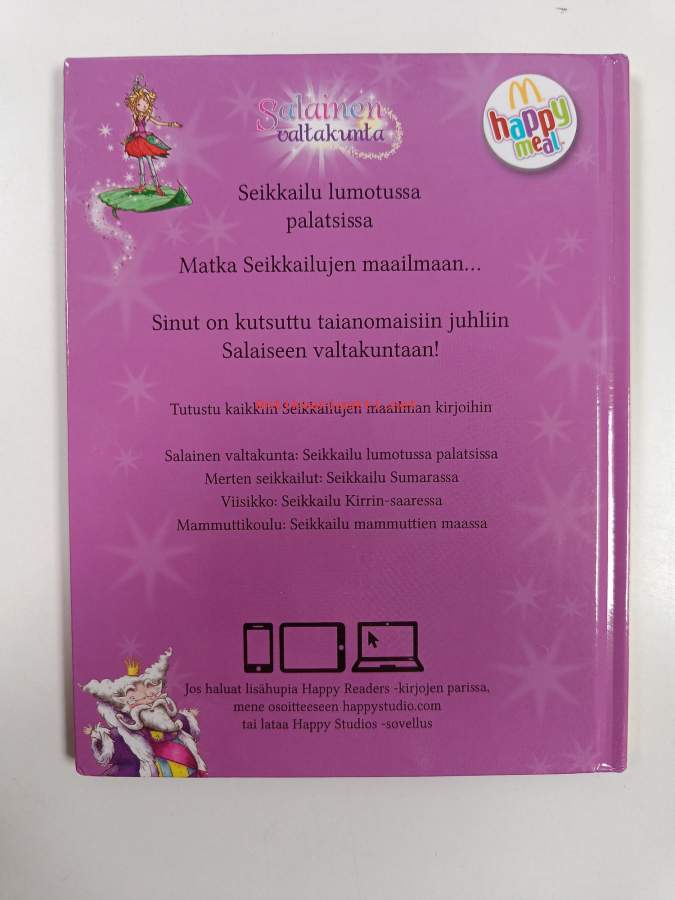 Salainen
valtakunta
happy
meal
Seikkailu lumotussa
palatsissa
Matka Seikkailujen maailmaan...
Sinut on kutsuttu taianomaisiin juhliin
Salaiseen valtakuntaan!
Tutustu kaikkiin Seikkailujen maailman kirjoihin
Salainen valtakunta: Seikkailu lumotussa palatsissa
Merten seikkailut: Seikkailu Sumarassa
Viisikko: Seikkailu Kirrin-saaressa
Mammuttikoulu: Seikkailu mammuttien maassa
Jos haluat lisähupia Happy Readers -kirjojen parissa,
mene osoitteeseen happystudio.com
tai lataa Happy Studios -sovellus